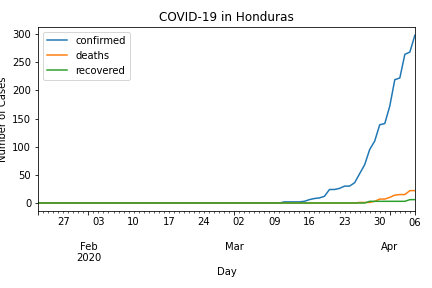 COVID-19 in Honduras
confirmed
deaths
recovered
300
250
200
150
100
50
0
Number of Cases
27 03 10 17 24 02 09 16 23 30 06
Feb Mar Apr
2020
Day